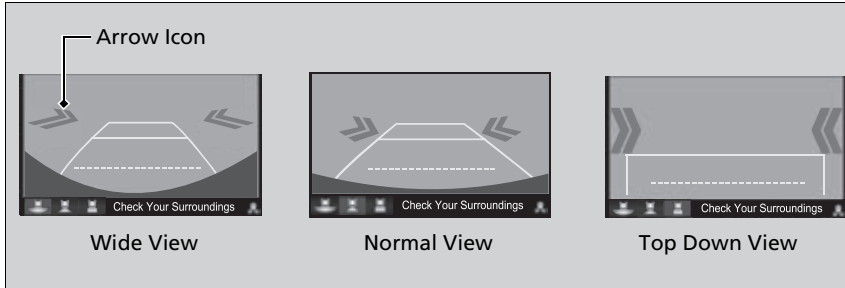 Arrow Icon
Check Your Surroundings
Check Your Surroundings
Check Your Surroundings
Wide View
Normal View
Top Down View